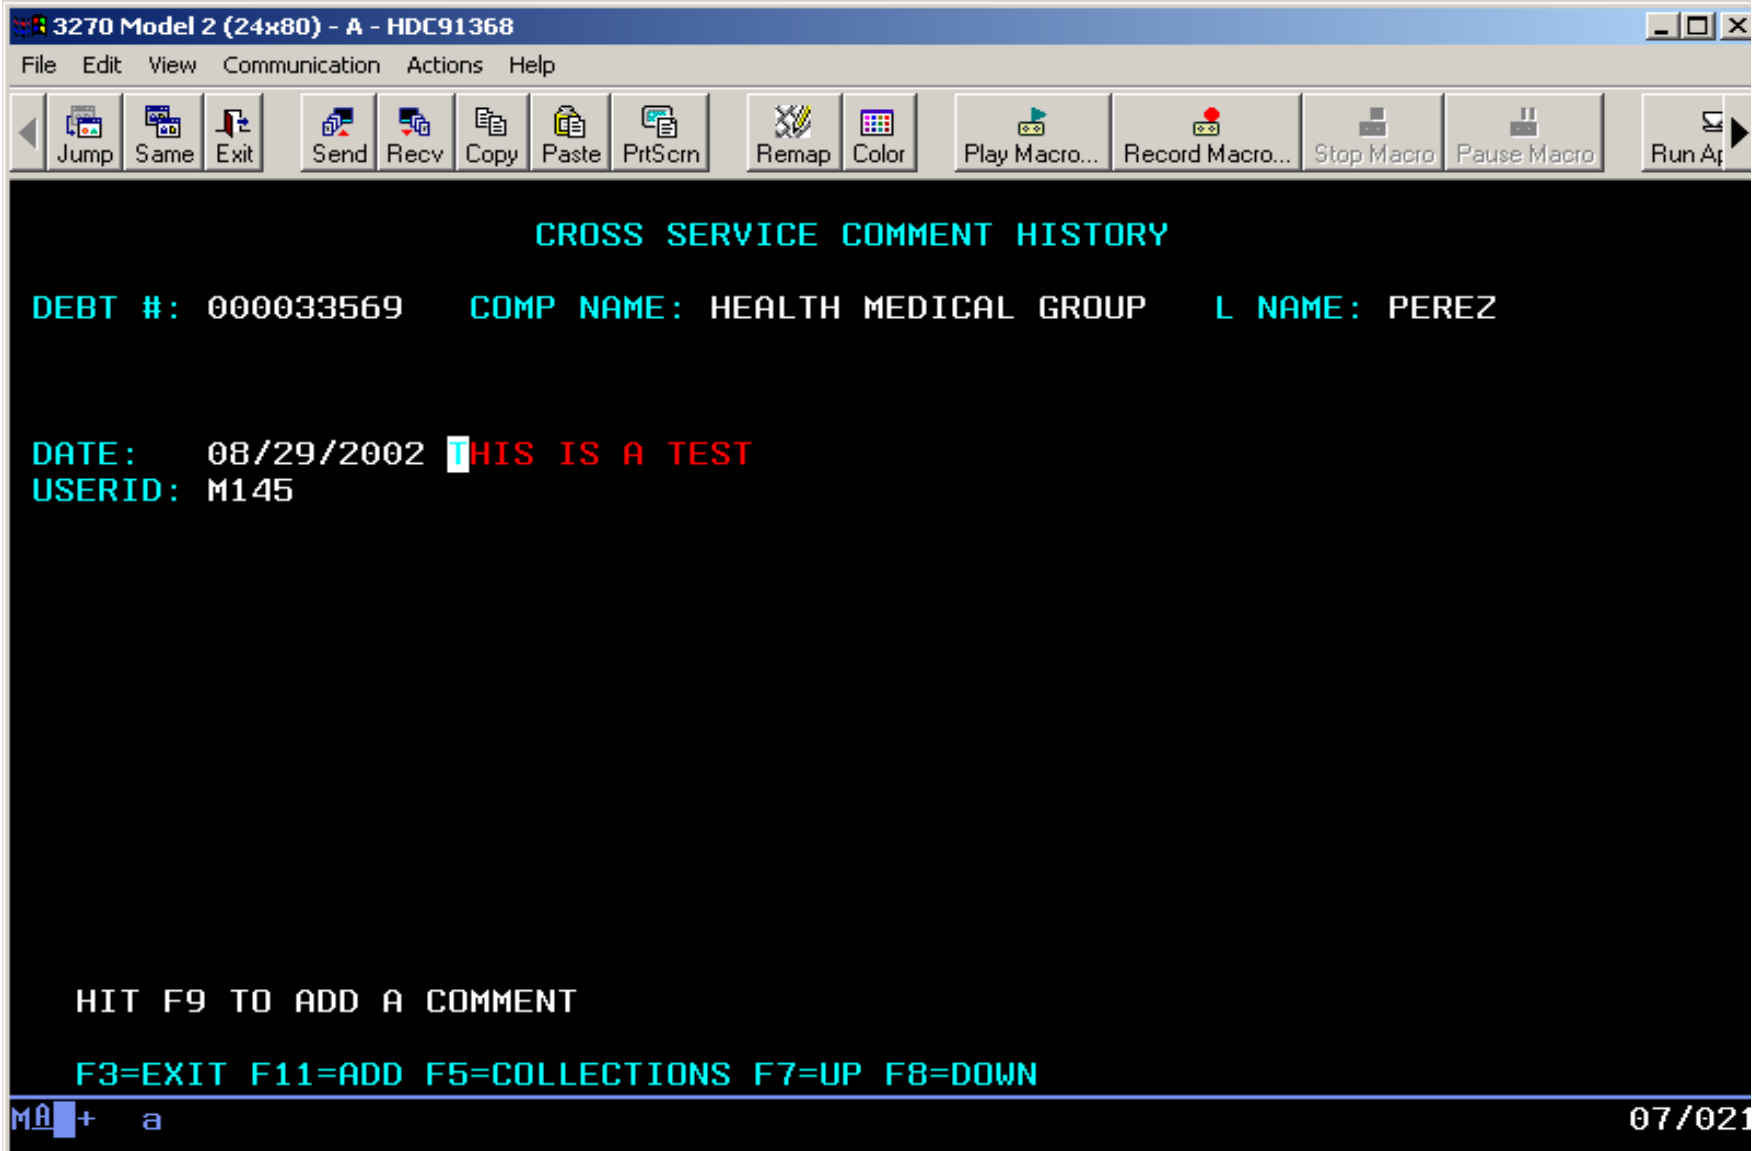 3270 Model 2 (24x80) - A - HDC91368
File Edit View Communication Actions Help
Jump Same Exit Send Recv Copy Paste PrtScrn Remap Color Play Macro... Record Macro... Stop Macro Pause Macro Run
CROSS SERVICE COMMENT HISTORY
DEBT #: 000033569 COMP NAME: HEALTH MEDICAL GROUP L NAME: PEREZ
DATE: 08/29/2002 THIS IS A TEST
USERID: M145
HIT F9 TO ADD A COMMENT
F3=EXIT F11=ADD F5=COLLECTIONS F7=UP F8=DOWN
MA + a 07/021